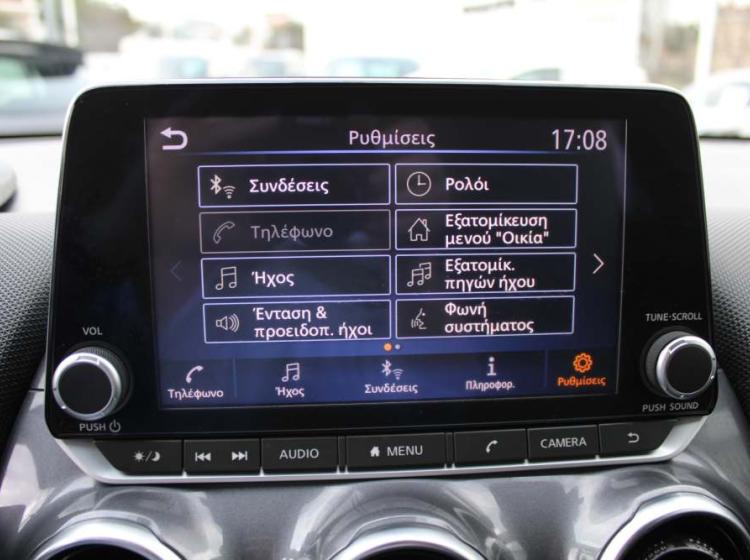 Ρυθμίσεις 17:08
Συνδέσεις
Ρολόι
Τηλέφωνο
Εξατομίκευση
μενού "Οικία"
Ήχος
Εξατομίκ.
πηγών ήχου
Ένταση &
προειδοπ. ήχοι
Φωνή
συστήματος
Τηλέφωνο Ήχος Συνδέσεις Πληροφορ. Ρυθμίσεις
VOL
PUSH
TUNE·SCROLL
PUSH SOUND
AUDIO MENU CAMERA